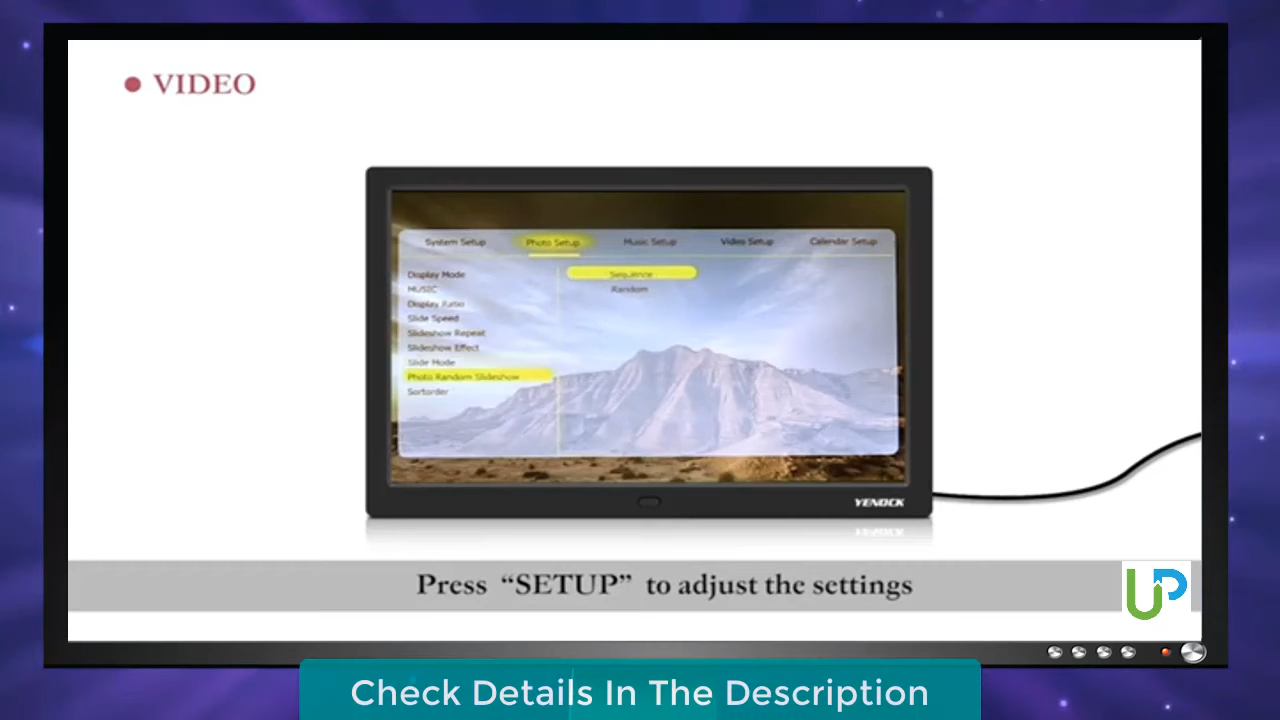 VIDEO
System Setup Photo Setup Music Setup Video Setup Calendar Setup
Display Mode Sequence
MUSIC Random
Display Ratio
Slide Speed
Slideshow Repeat
Slideshow Effect
Slide Mode
Photo Random Slideshow
Sortorder
YENOCK
Press “SETUP” to adjust the settings
UP
Check Details In The Description